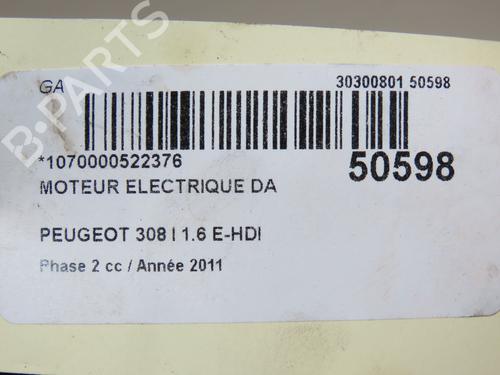 B-PARTS
GA
30300801 50598
*1070000522376
50598
MOTEUR ELECTRIQUE DA
PEUGEOT 308 I 1.6 E-HDI
Phase 2 cc / Année 2011